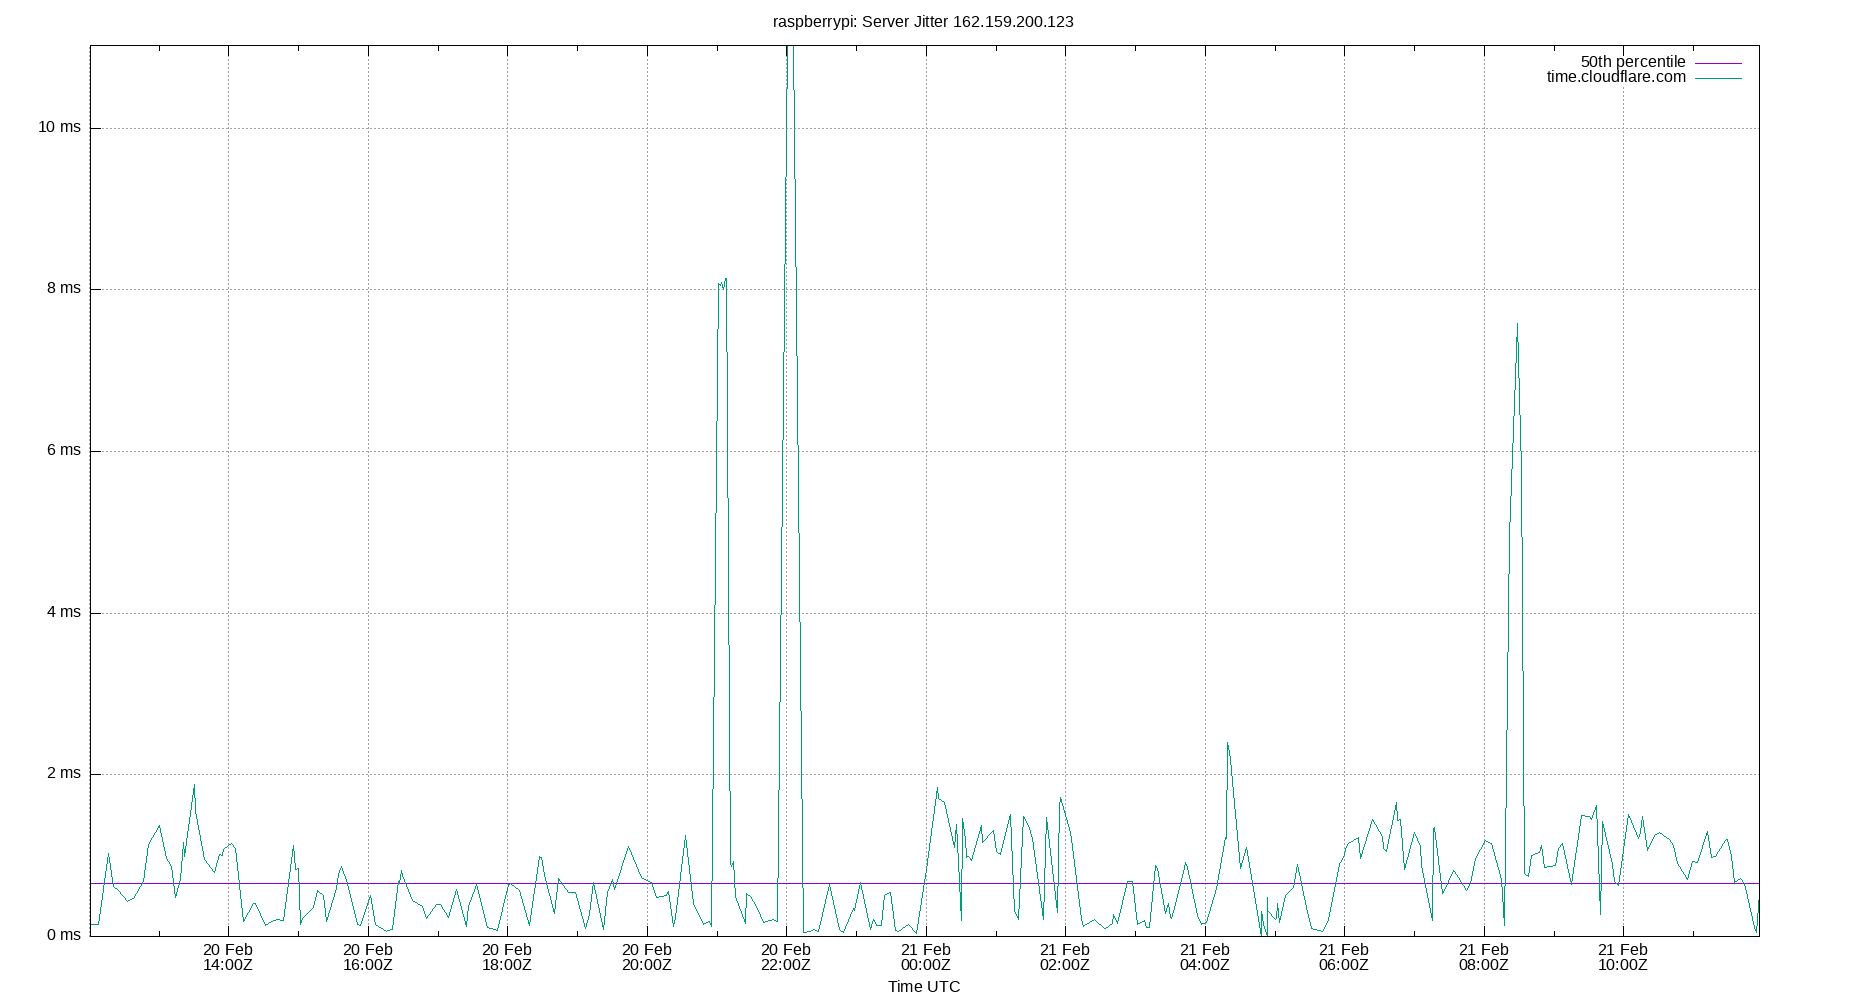 raspberrypi: Server Jitter 162.159.200.123
50th percentile
time.cloudflare.com
10 ms
8 ms
6 ms
4 ms
2 ms
0 ms
20 Feb 20 Feb 20 Feb 20 Feb 20 Feb 21 Feb 21 Feb 21 Feb 21 Feb 21 Feb 21 Feb
14:00Z 16:00Z 18:00Z 20:00Z 22:00Z 00:00Z 02:00Z 04:00Z 06:00Z 08:00Z 10:00Z
Time UTC